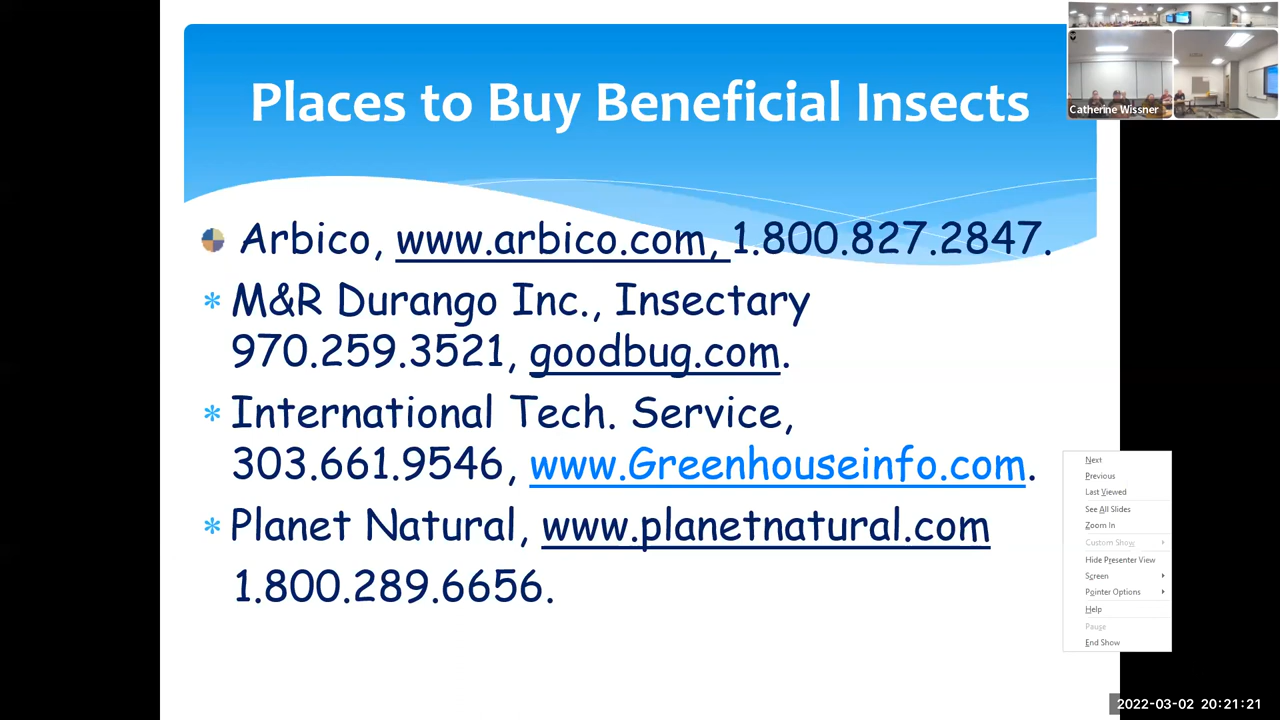 Places to Buy Beneficial Insects
Catherine Wissner
Arbico, www.arbico.com, 1.800.827.2847.
* M&R Durango Inc., Insectary
970.259.3521, goodbug.com.
* International Tech. Service,
303.661.9546, www.Greenhouseinfo.com.
* Planet Natural, www.planetnatural.com
1.800.289.6656.
Next
Previous
Last Viewed
See All Slides
Zoom In
Custom Show
Hide Presenter View
Screen
Pointer Options
Help
Pause
End Show
2022-03-02 20:21:21